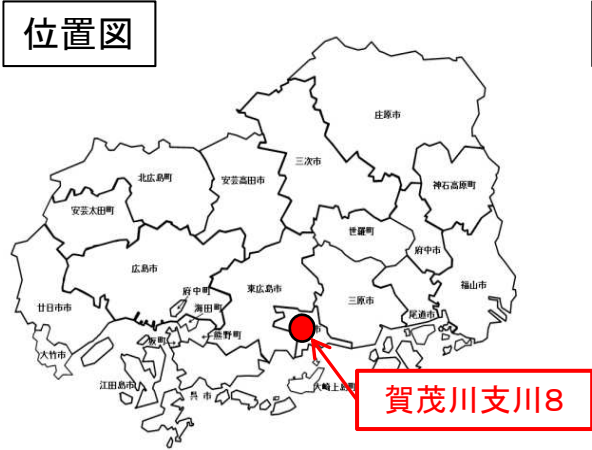 位置図
庄原市
三次市
北広島町
安芸高田市
神石高原町
安芸太田町
世羅町
府中市
広島市
東広島市
三原市
福山市
府中町
海田町
尾道市
廿日市市
坂町
熊野町
市
大竹市
江田島市
呉市
大崎上島町
賀茂川支川8